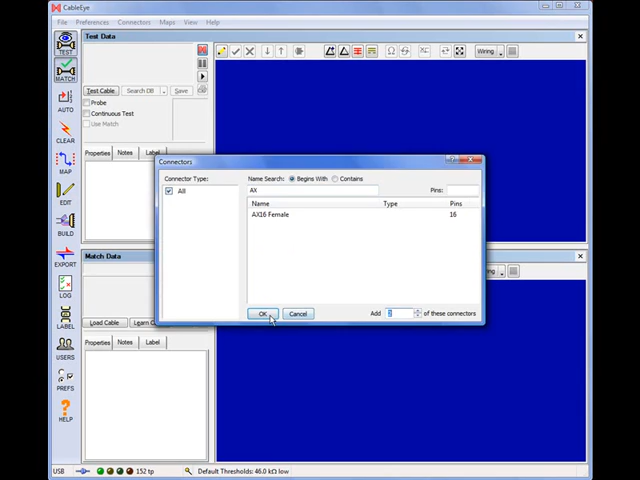 CableEye
File Preferences Connectors Maps View Help
TEST
MATCH
AUTO
CLEAR
MAP
EDIT
BUILD
EXPORT
LOG
LABEL
USERS
PREFS
HELP
Test Data
Wiring
Test Cable Search DB Save
Probe
Continuous Test
Use Match
Properties Notes Label
Connectors
Connector Type:
All
Name Search: Begins With Contains
AX
Pins:
Name Type Pins
AX16 Female 16
OK Cancel Add 2 of these connectors
Match Data
Load Cable
Properties Notes Label
USB 152 tp Default Thresholds: 46.0 kΩ low